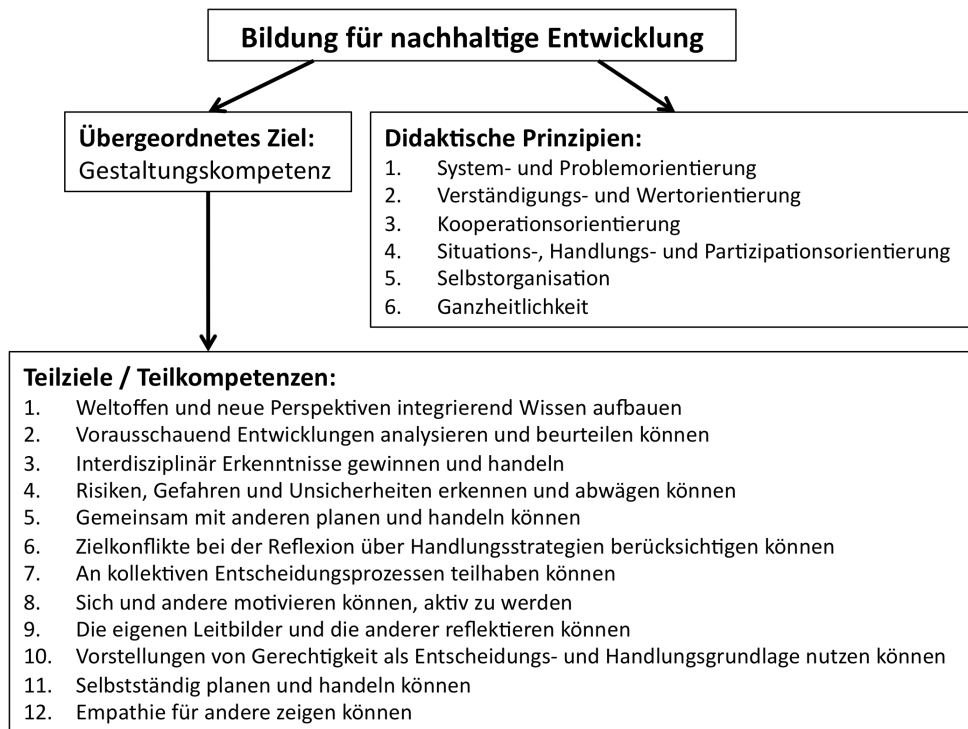 Bildung für nachhaltige Entwicklung
Übergeordnetes Ziel:
Gestaltungskompetenz
Didaktische Prinzipien:
1. System- und Problemorientierung
2. Verständigungs- und Wertorientierung
3. Kooperationsorientierung
4. Situations-, Handlungs- und Partizipationsorientierung
5. Selbstorganisation
6. Ganzheitlichkeit
Teilziele / Teilkompetenzen:
1. Weltoffen und neue Perspektiven integrierend Wissen aufbauen
2. Vorausschauend Entwicklungen analysieren und beurteilen können
3. Interdisziplinär Erkenntnisse gewinnen und handeln
4. Risiken, Gefahren und Unsicherheiten erkennen und abwägen können
5. Gemeinsam mit anderen planen und handeln können
6. Zielkonflikte bei der Reflexion über Handlungsstrategien berücksichtigen können
7. An kollektiven Entscheidungsprozessen teilhaben können
8. Sich und andere motivieren können, aktiv zu werden
9. Die eigenen Leitbilder und die anderer reflektieren können
10. Vorstellungen von Gerechtigkeit als Entscheidungs- und Handlungsgrundlage nutzen können
11. Selbstständig planen und handeln können
12. Empathie für andere zeigen können